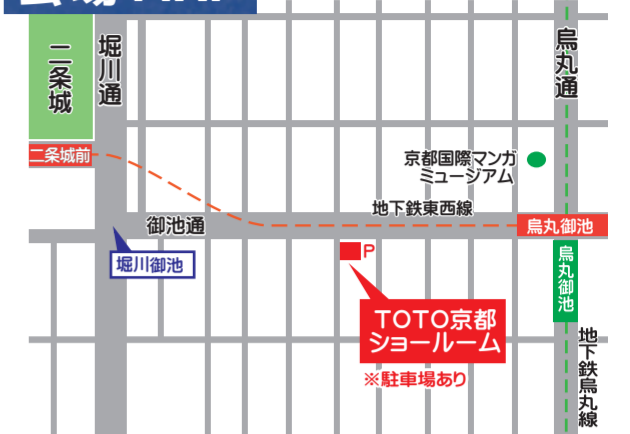 二条城
堀川通
烏丸通
二条城前
京都国際マンガ
ミュージアム
地下鉄東西線
御池通
烏丸御池
堀川御池
P
烏丸御池
TOTO京都
ショールーム
※駐車場あり
地下鉄烏丸線